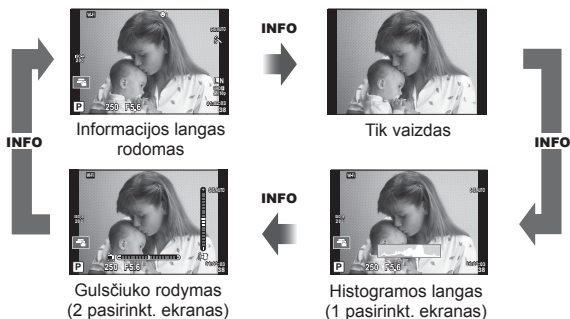 INFO
Informacijos langas
rodomas
Tik vaizdas
INFO
INFO
INFO
Gulsčiuko rodymas
(2 pasirinkt. ekranas)
Histogramos langas
(1 pasirinkt. ekranas)
P 250 F5.6
38
P 250 F5.6
38
P 250 F5.6
38